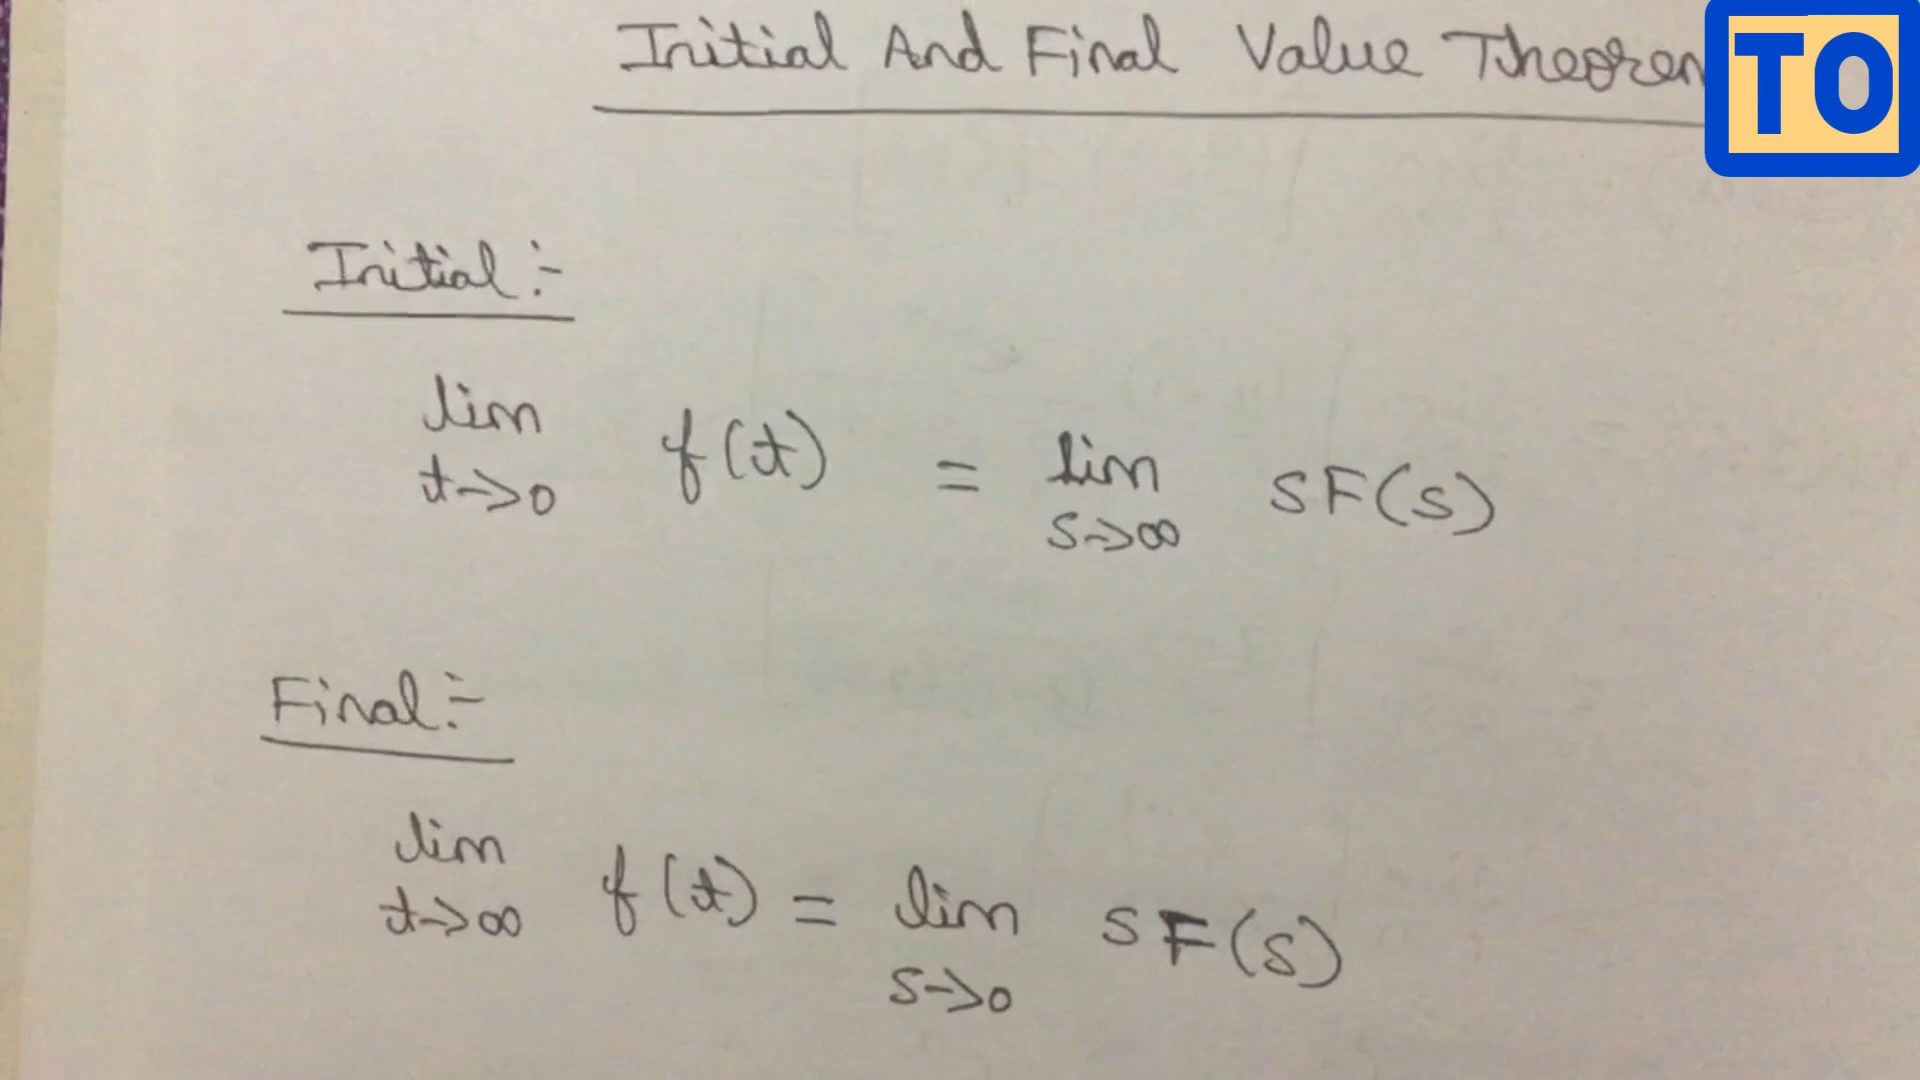 Initial And Final Value Theorem
TO
Initial :-
lim f(t) = lim sF(s)
t->0 s->∞
Final :-
lim f(t) = lim sF(s)
t->∞ s->0